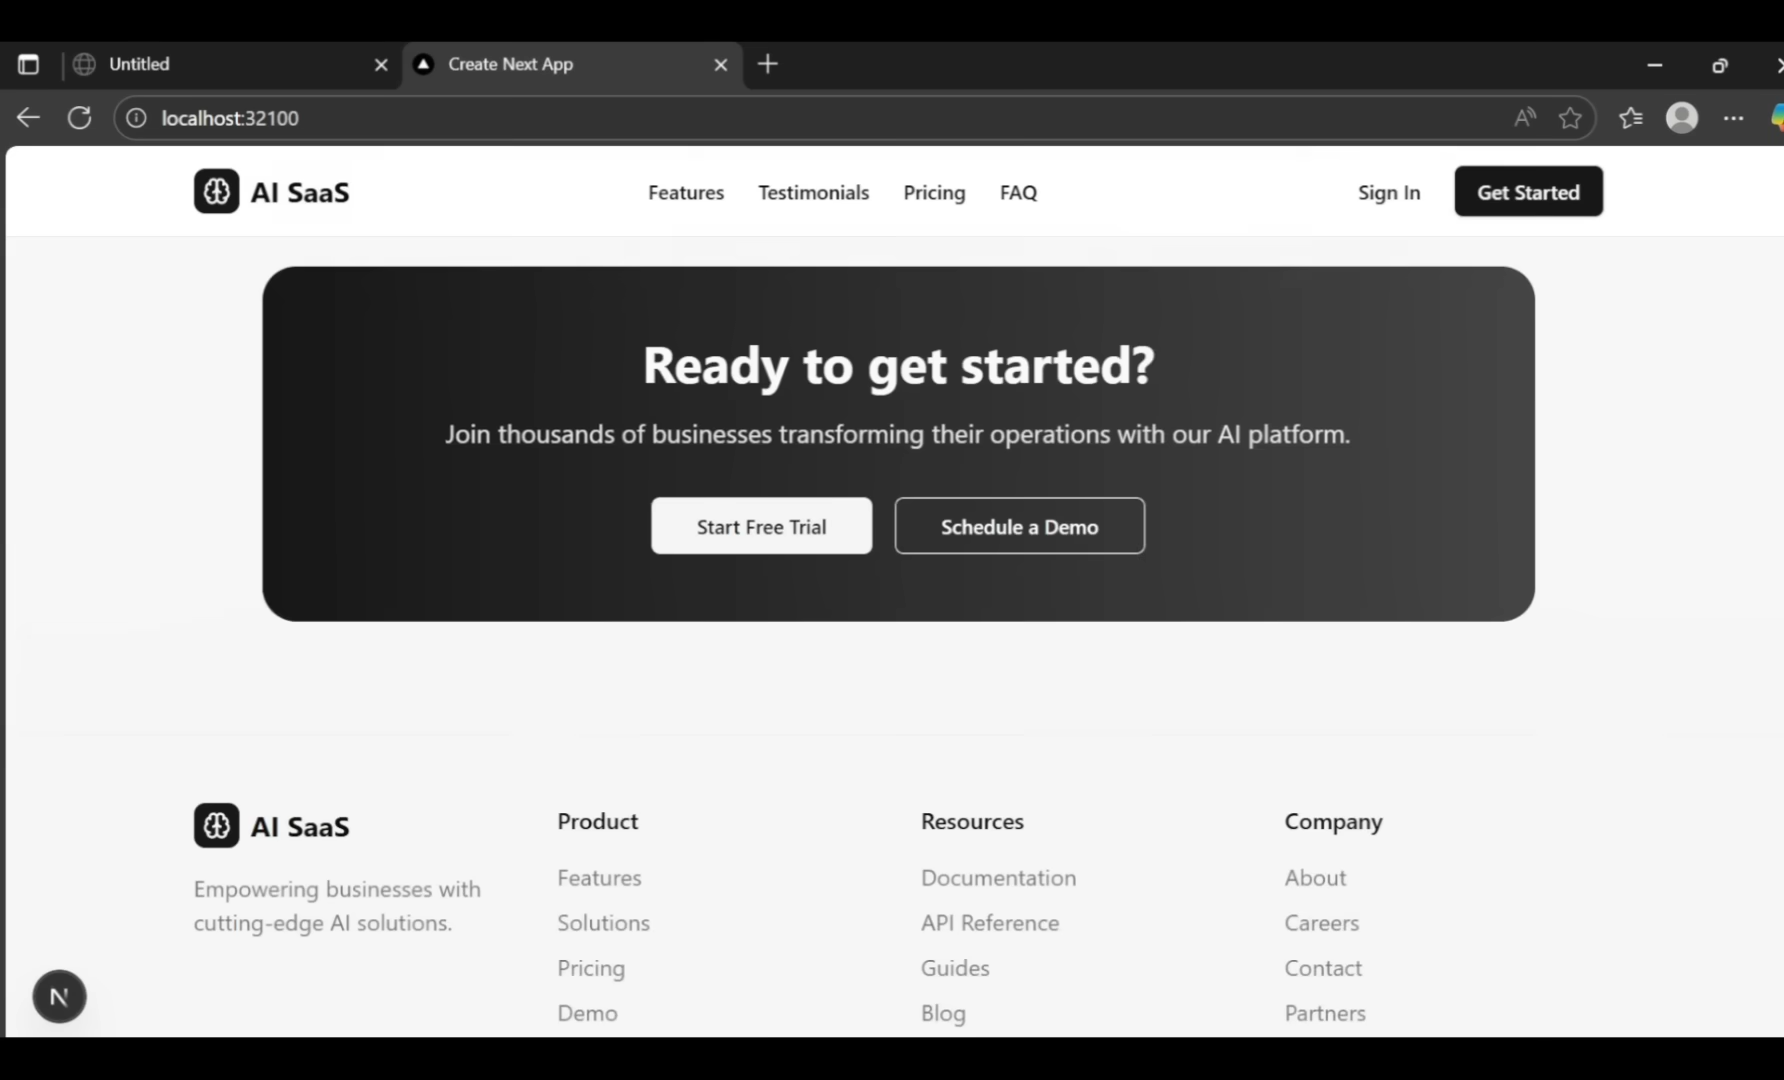 Untitled
Create Next App
localhost:32100
AI SaaS
Features
Testimonials
Pricing
FAQ
Sign In
Get Started
Ready to get started?
Join thousands of businesses transforming their operations with our AI platform.
Start Free Trial
Schedule a Demo
AI SaaS
Empowering businesses with
cutting-edge AI solutions.
Product
Features
Solutions
Pricing
Demo
Resources
Documentation
API Reference
Guides
Blog
Company
About
Careers
Contact
Partners
N